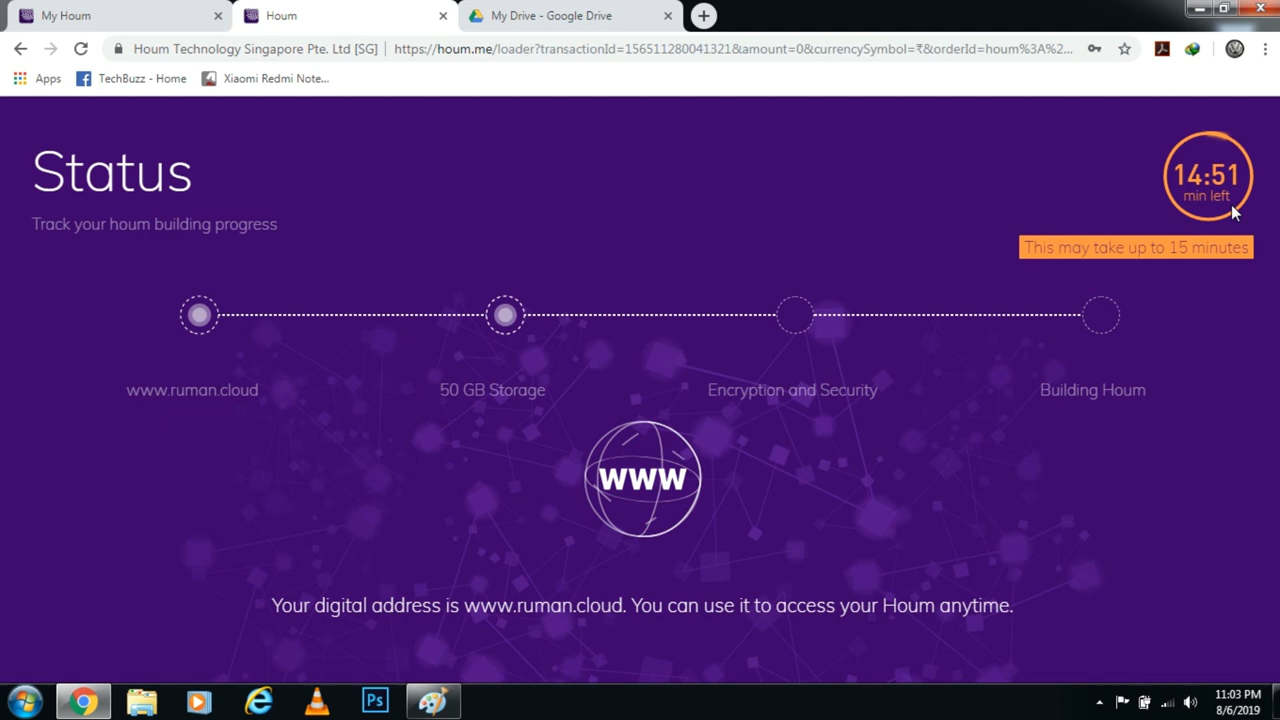 My Houm
Houm
My Drive - Google Drive
Houm Technology Singapore Pte. Ltd [SG]
https://houm.me/loader?transactionId=156511280041321&amount=0&currencySymbol=₹&orderId=houm%3A%2...
Apps
TechBuzz - Home
Xiaomi Redmi Note...
Status
Track your houm building progress
14:51
min left
This may take up to 15 minutes
www.ruman.cloud
50 GB Storage
Encryption and Security
Building Houm
www
Your digital address is www.ruman.cloud. You can use it to access your Houm anytime.
Ps
11:03 PM
8/6/2019